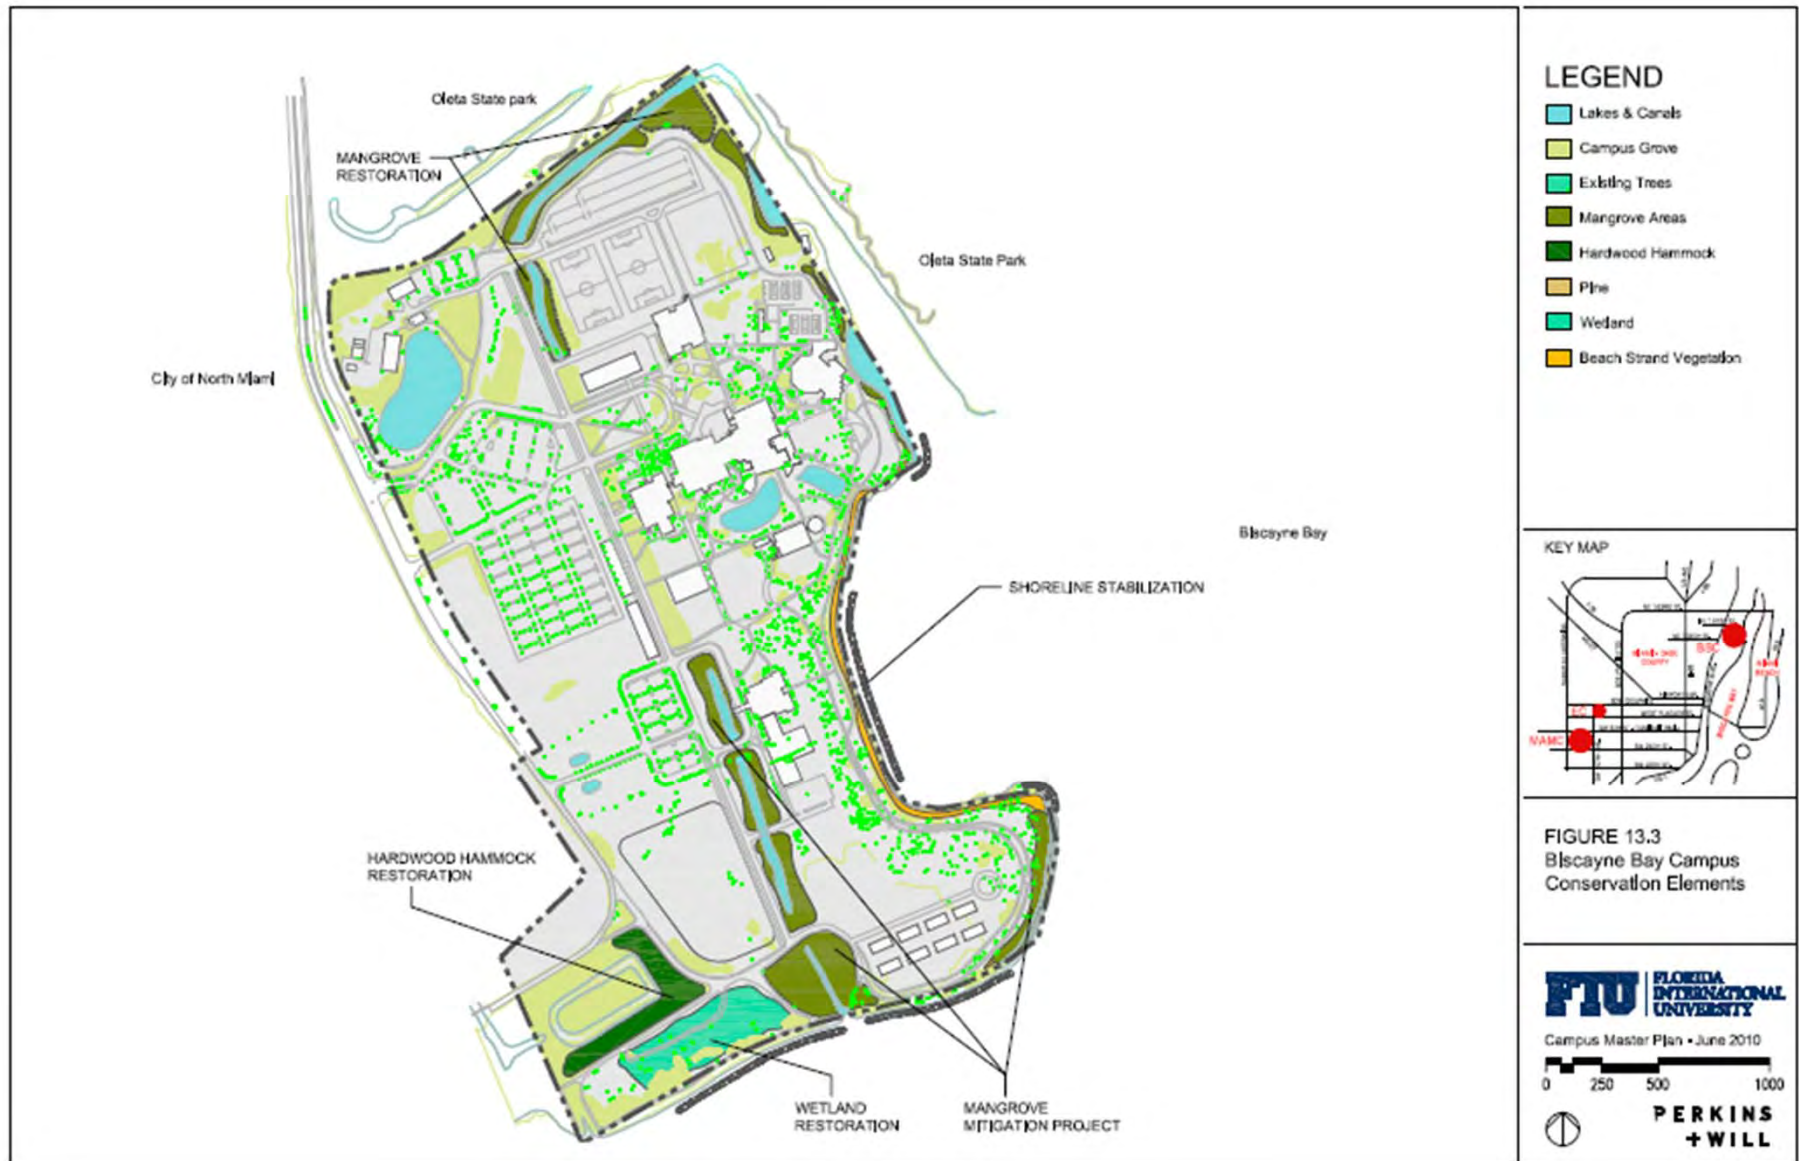 Oleta State park
MANGROVE
RESTORATION
Oleta State Park
City of North Miami
Biscayne Bay
SHORELINE STABILIZATION
HARDWOOD HAMMOCK
RESTORATION
WETLAND
RESTORATION
MANGROVE
MITIGATION PROJECT
LEGEND
Lakes & Canals
Campus Grove
Existing Trees
Mangrove Areas
Hardwood Hammock
Pine
Wetland
Beach Strand Vegetation
KEY MAP
BBC
EC
MAMC
FIGURE 13.3
Biscayne Bay Campus
Conservation Elements
FIU
FLORIDA
INTERNATIONAL
UNIVERSITY
Campus Master Plan • June 2010
0 250 500 1000
PERKINS
+ WILL